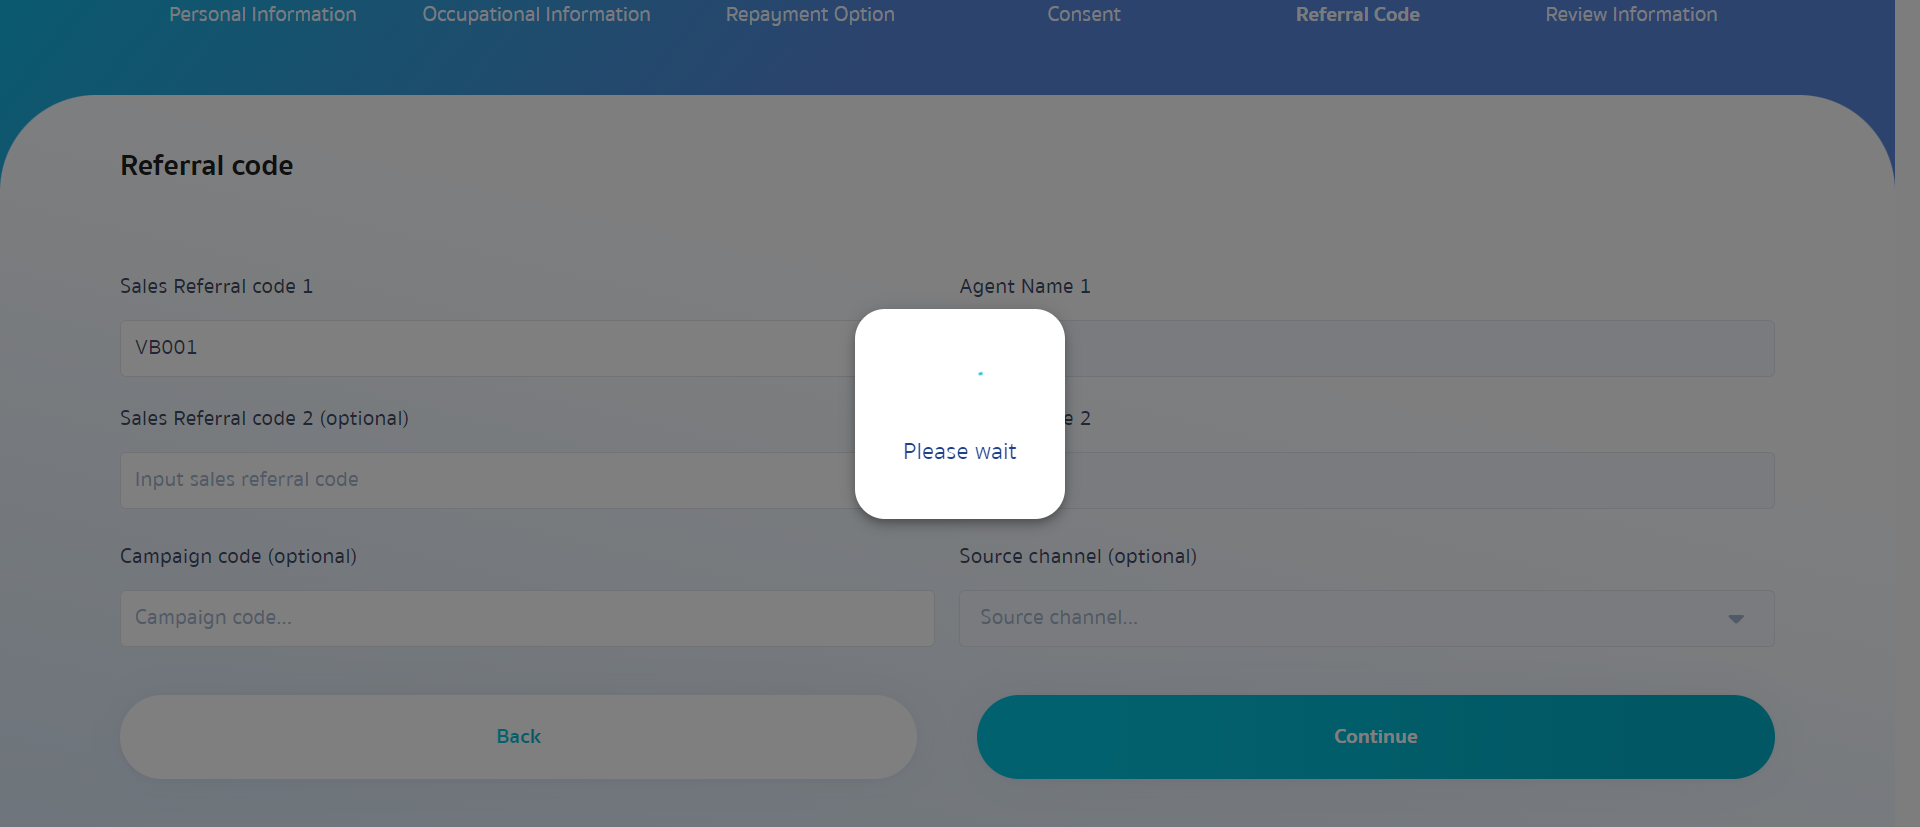 Personal Information
Occupational Information
Repayment Option
Consent
Referral Code
Review Information
Referral code
Sales Referral code 1
Agent Name 1
VB001
Sales Referral code 2 (optional)
2
Input sales referral code
Please wait
Campaign code (optional)
Source channel (optional)
Campaign code...
Source channel...
Back
Continue